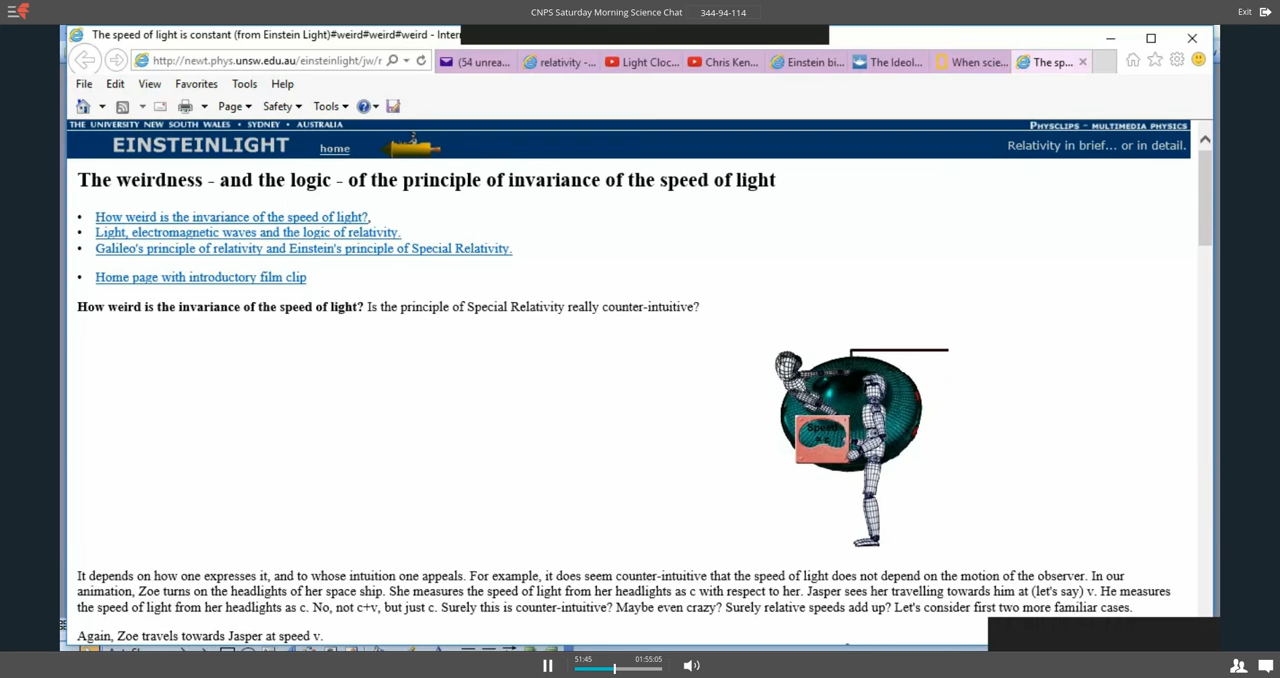 CNPS Saturday Morning Science Chat 344-94-114 Exit
The speed of light is constant (from Einstein Light)#weird#weird#weird - Inter
http://newt.phys.unsw.edu.au/einsteinlight/jw/r (54 unrea... relativity -... Light Cloc... Chris Ken... Einstein bi... The Ideol... When scie... The sp...
File Edit View Favorites Tools Help
Page Safety Tools
THE UNIVERSITY NEW SOUTH WALES • SYDNEY • AUSTRALIA PHYSCLIPS - MULTIMEDIA PHYSICS
EINSTEINLIGHT home Relativity in brief... or in detail.
The weirdness - and the logic - of the principle of invariance of the speed of light
• How weird is the invariance of the speed of light?,
• Light, electromagnetic waves and the logic of relativity.
• Galileo's principle of relativity and Einstein's principle of Special Relativity.
• Home page with introductory film clip
How weird is the invariance of the speed of light? Is the principle of Special Relativity really counter-intuitive?
Speed
It depends on how one expresses it, and to whose intuition one appeals. For example, it does seem counter-intuitive that the speed of light does not depend on the motion of the observer. In our
animation, Zoe turns on the headlights of her space ship. She measures the speed of light from her headlights as c with respect to her. Jasper sees her travelling towards him at (let's say) v. He measures
the speed of light from her headlights as c. No, not c+v, but just c. Surely this is counter-intuitive? Maybe even crazy? Surely relative speeds add up? Let's consider first two more familiar cases.
Again, Zoe travels towards Jasper at speed v.
51:45 01:55:05